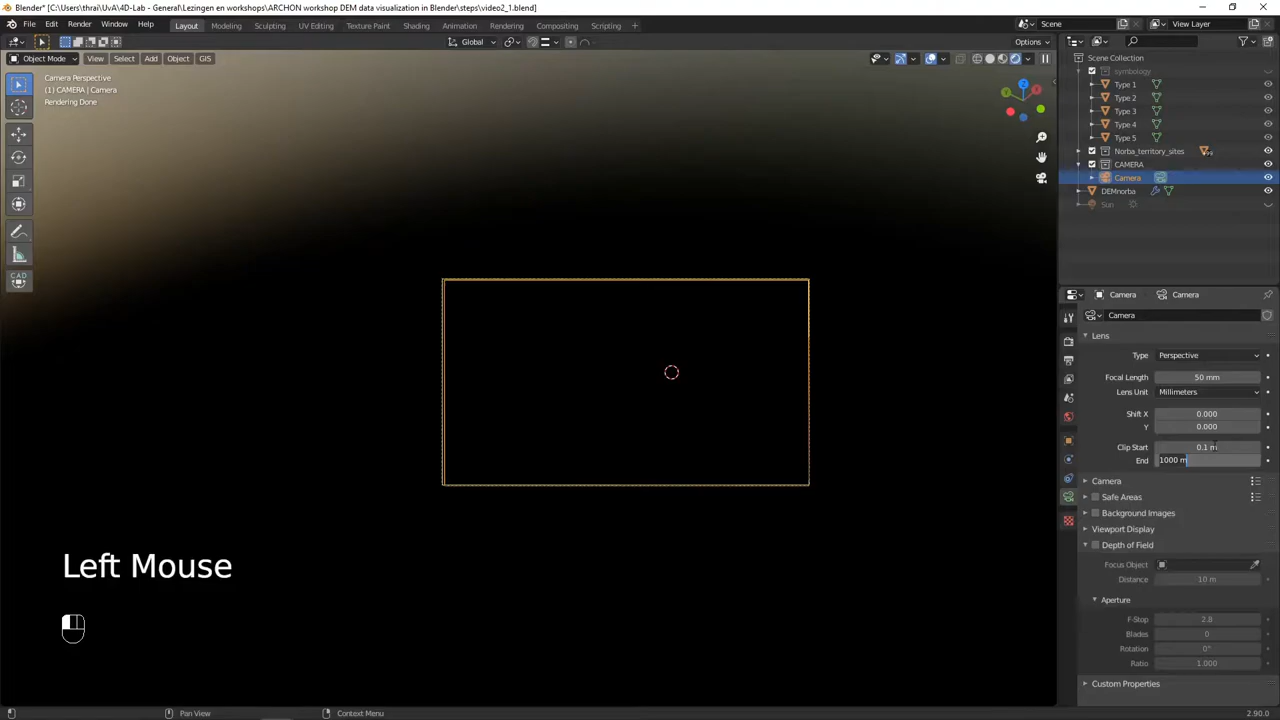 Blender* [C:\Users\thrai\UvA\4D-Lab - General\Lezingen en workshops\ARCHON workshop DEM data visualization in Blender\steps\video2_1.blend]
File Edit Render Window Help Layout Modeling Sculpting UV Editing Texture Paint Shading Animation Rendering Compositing Scripting + Scene View Layer
Global Options
Object Mode View Select Add Object GIS
Camera Perspective
(1) CAMERA | Camera
Rendering Done
CAD
Left Mouse
Scene Collection
symbology
Type 1
Type 2
Type 3
Type 4
Type 5
Norba_territory_sites
CAMERA
Camera
DEMnorba
Sun
Camera Camera
Camera
Lens
Type Perspective
Focal Length 50 mm
Lens Unit Millimeters
Shift X 0.000
Y 0.000
Clip Start 0.1 m
End 1000 m
Camera
Safe Areas
Background Images
Viewport Display
Depth of Field
Focus Object
Distance 10 m
Aperture
F-Stop 2.8
Blades 0
Rotation 0°
Ratio 1.000
Custom Properties
Pan View Context Menu 2.90.0